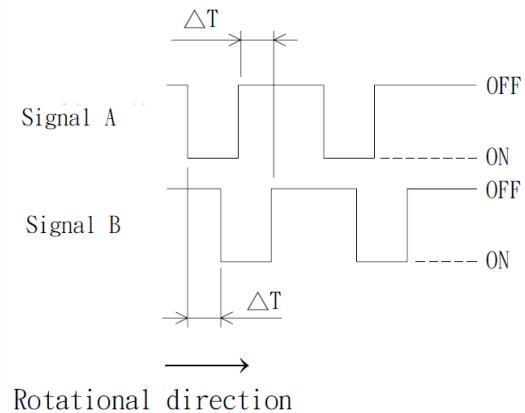 △T
OFF
Signal A
ON
OFF
Signal B
ON
△T
Rotational direction